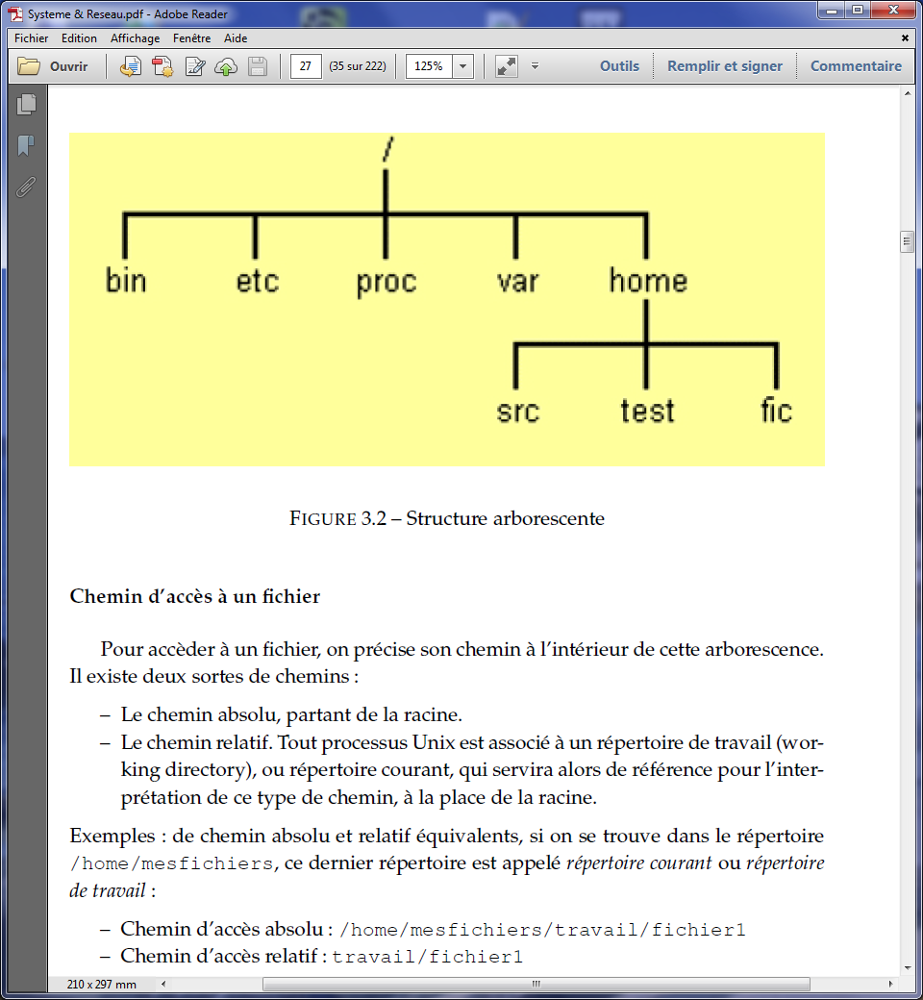 Systeme & Reseau.pdf - Adobe Reader
Fichier Edition Affichage Fenêtre Aide
Ouvrir 27 (35 sur 222) 125% Outils Remplir et signer Commentaire
/
bin etc proc var home
src test fic
FIGURE 3.2 – Structure arborescente
Chemin d'accès à un fichier
Pour accèder à un fichier, on précise son chemin à l'intérieur de cette arborescence.
Il existe deux sortes de chemins :
– Le chemin absolu, partant de la racine.
– Le chemin relatif. Tout processus Unix est associé à un répertoire de travail (wor-
king directory), ou répertoire courant, qui servira alors de référence pour l'inter-
prétation de ce type de chemin, à la place de la racine.
Exemples : de chemin absolu et relatif équivalents, si on se trouve dans le répertoire
/home/mesfichiers, ce dernier répertoire est appelé répertoire courant ou répertoire
de travail :
– Chemin d'accès absolu : /home/mesfichiers/travail/fichier1
– Chemin d'accès relatif : travail/fichier1
210 x 297 mm